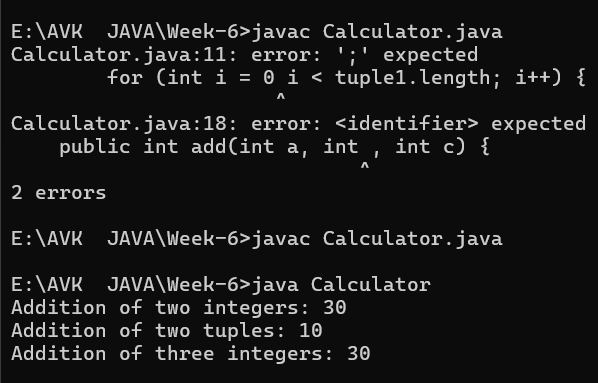 E:\AVK  JAVA\Week-6>javac Calculator.java
Calculator.java:11: error: ';' expected
        for (int i = 0 i < tuple1.length; i++) {
                      ^
Calculator.java:18: error: <identifier> expected
    public int add(int a, int , int c) {
                             ^
2 errors
E:\AVK  JAVA\Week-6>javac Calculator.java
E:\AVK  JAVA\Week-6>java Calculator
Addition of two integers: 30
Addition of two tuples: 10
Addition of three integers: 30